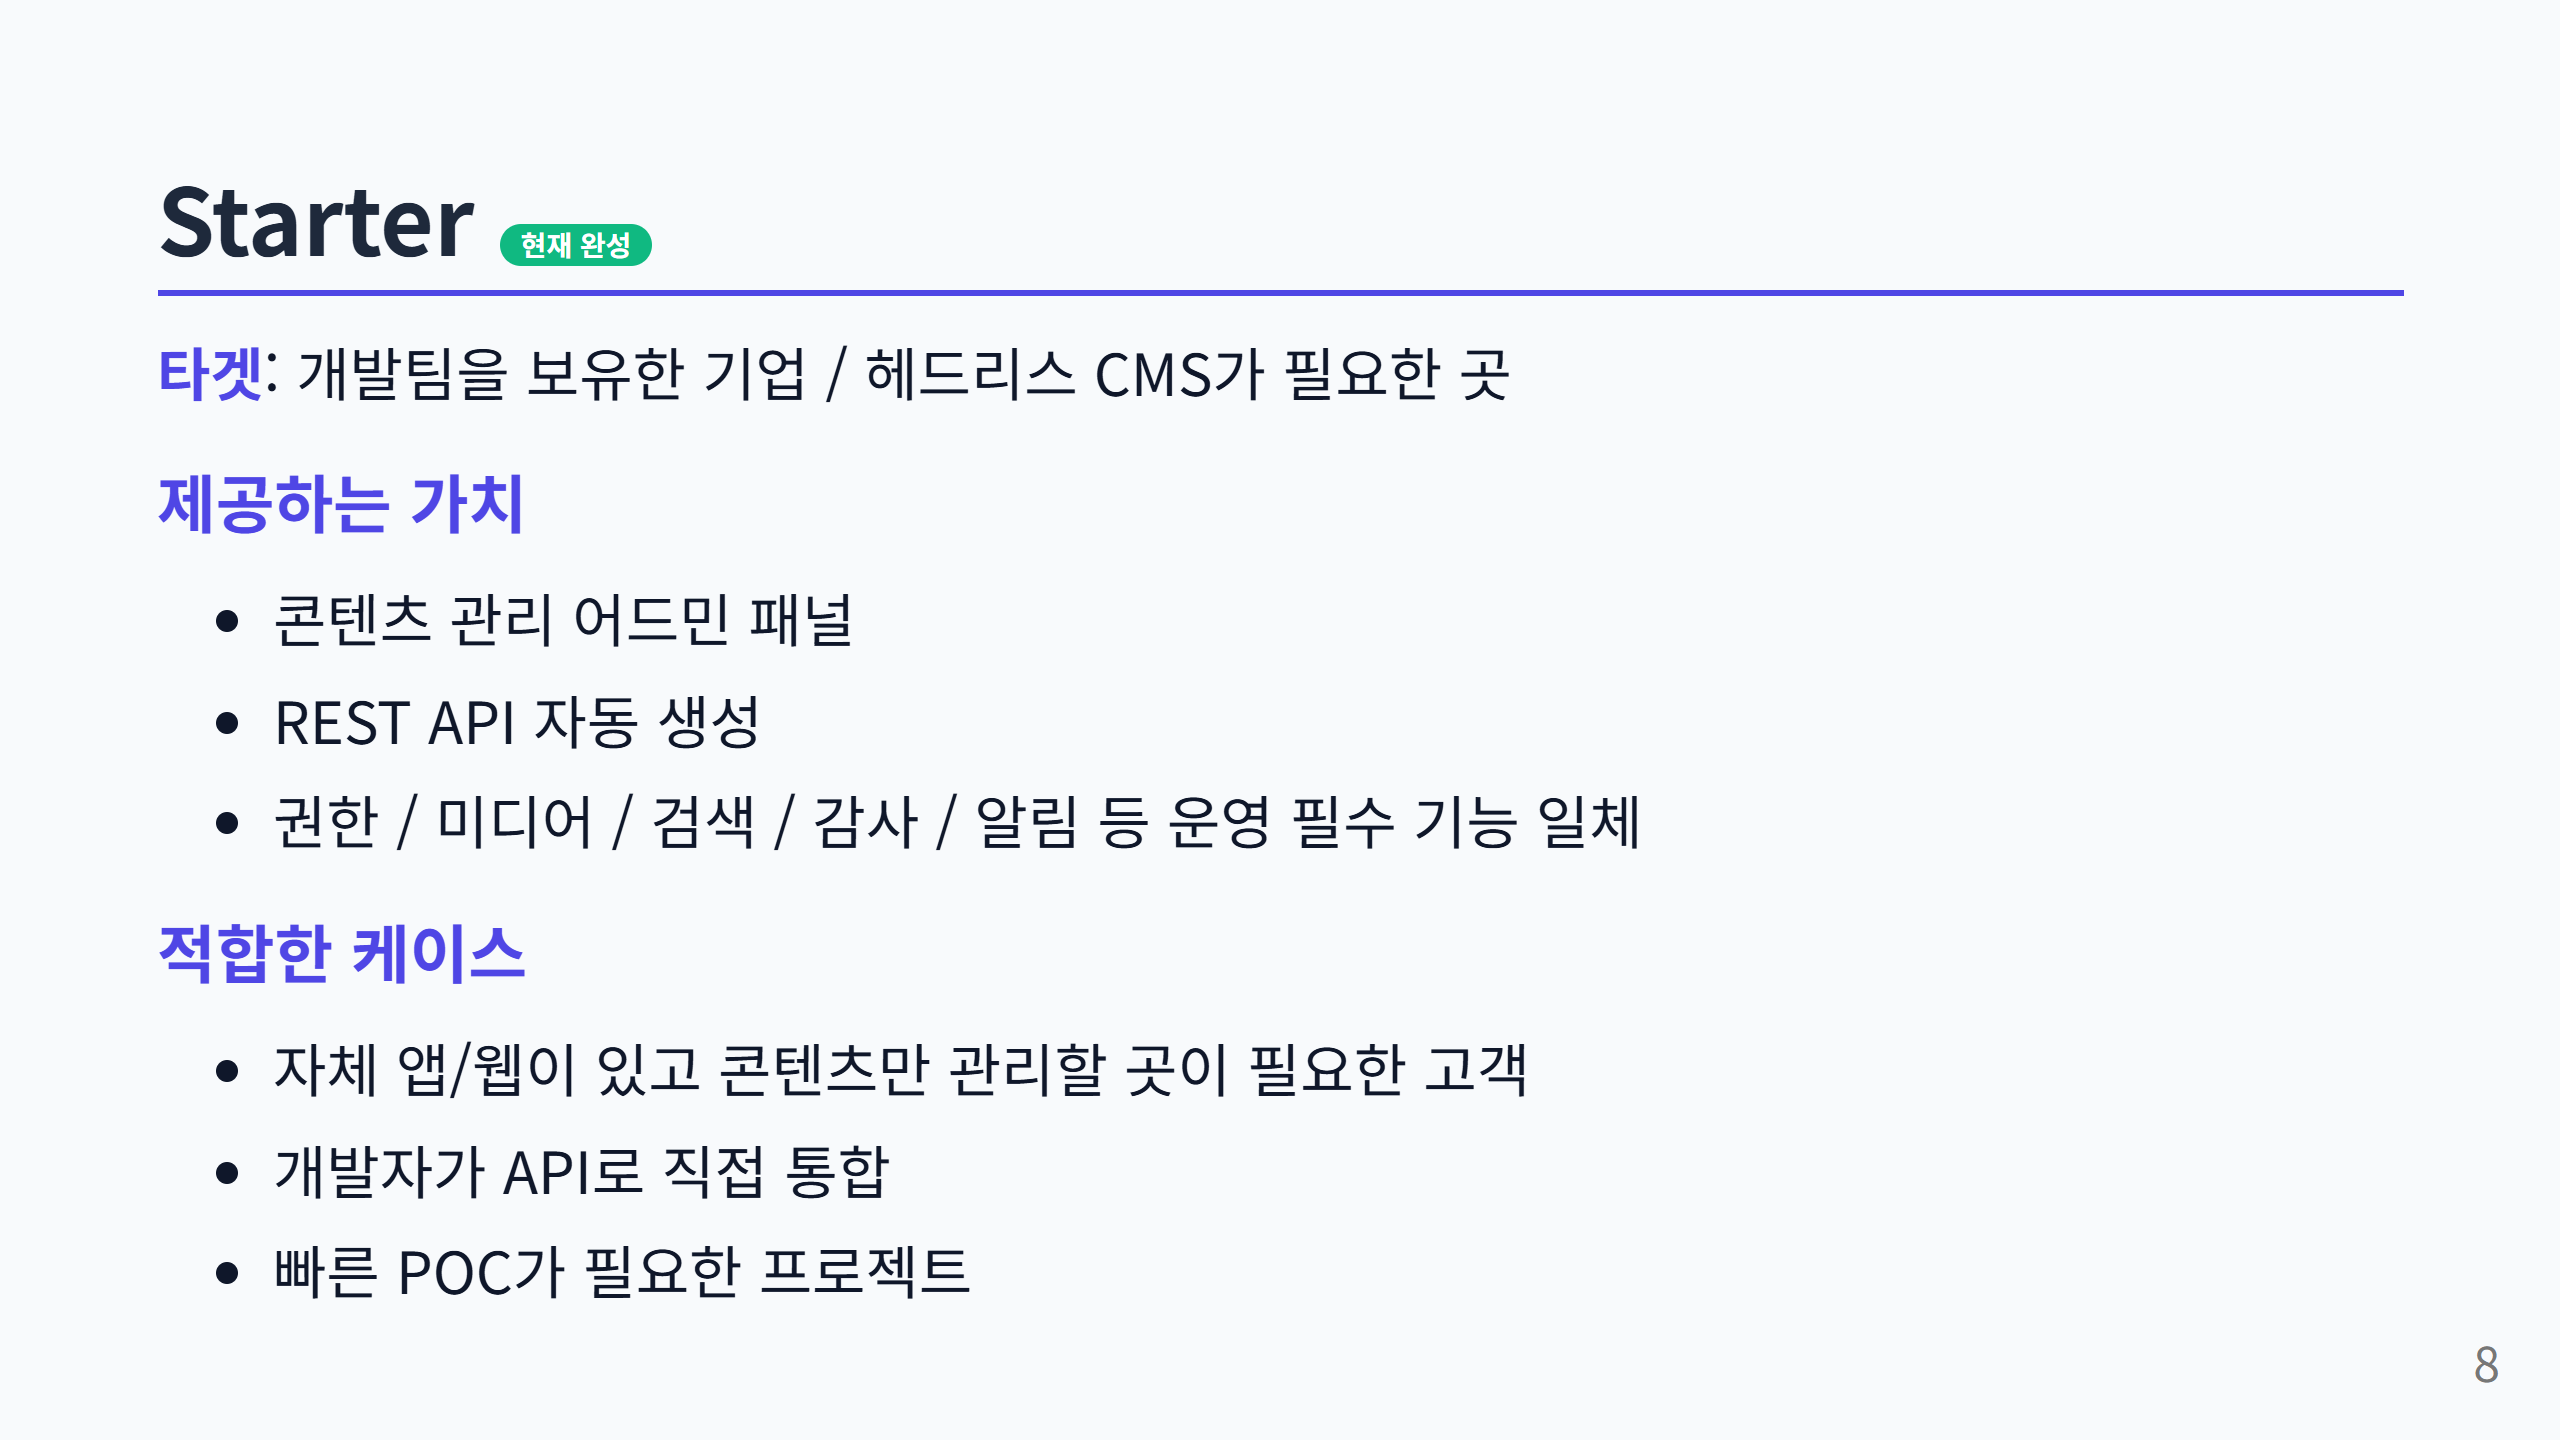 Starter 현재 완성
타겟: 개발팀을 보유한 기업 / 헤드리스 CMS가 필요한 곳
제공하는 가치
• 콘텐츠 관리 어드민 패널
• REST API 자동 생성
• 권한 / 미디어 / 검색 / 감사 / 알림 등 운영 필수 기능 일체
적합한 케이스
• 자체 앱/웹이 있고 콘텐츠만 관리할 곳이 필요한 고객
• 개발자가 API로 직접 통합
• 빠른 POC가 필요한 프로젝트
8